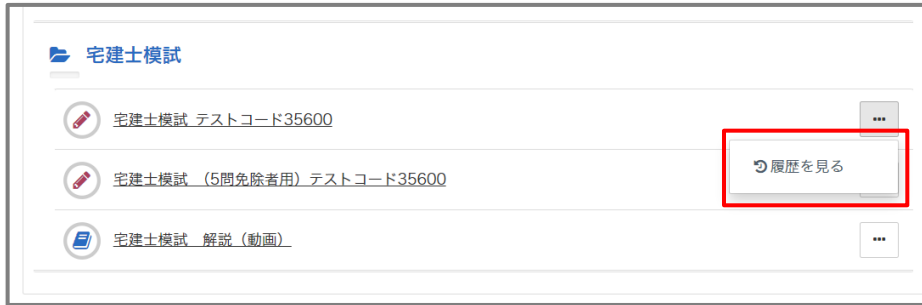 宅建士模試
宅建士模試 テストコード35600
履歴を見る
宅建士模試 （5問免除者用）テストコード35600
宅建士模試　解説（動画）